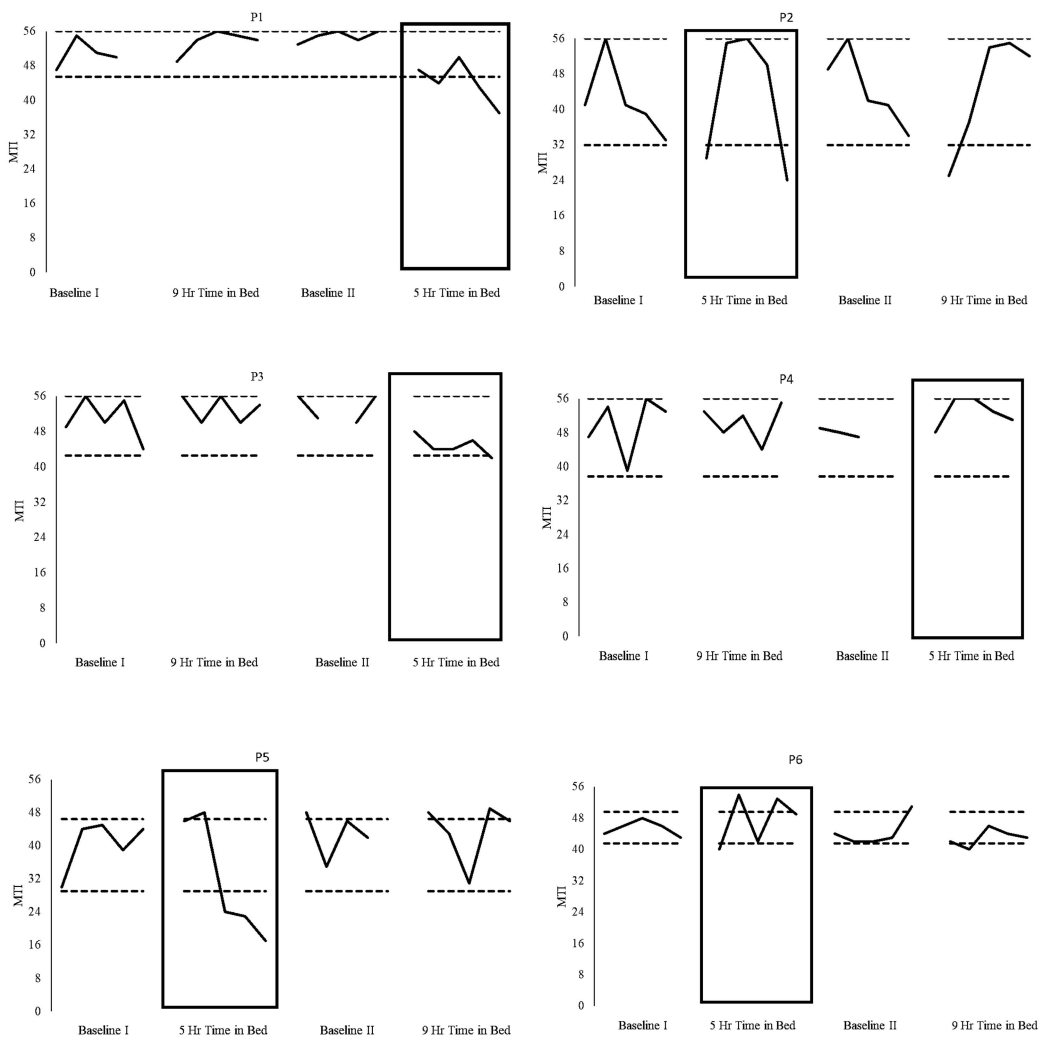 P1
56
48
40
32
24
16
8
0
MTI
Baseline I 9 Hr Time in Bed Baseline II 5 Hr Time in Bed
P2
56
48
40
32
24
16
8
0
MTI
Baseline I 5 Hr Time in Bed Baseline II 9 Hr Time in Bed
P3
56
48
40
32
24
16
8
0
MTI
Baseline I 9 Hr Time in Bed Baseline II 5 Hr Time in Bed
P4
56
48
40
32
24
16
8
0
MTI
Baseline I 9 Hr Time in Bed Baseline II 5 Hr Time in Bed
P5
56
48
40
32
24
16
8
0
MTI
Baseline I 5 Hr Time in Bed Baseline II 9 Hr Time in Bed
P6
56
48
40
32
24
16
8
0
MTI
Baseline I 5 Hr Time in Bed Baseline II 9 Hr Time in Bed